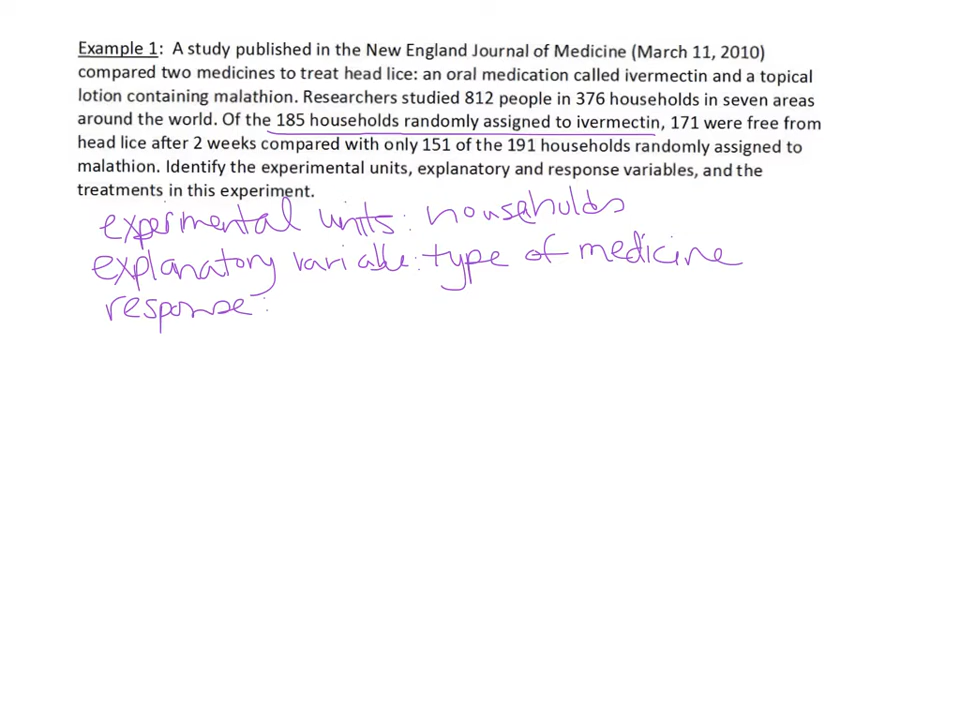 Example 1: A study published in the New England Journal of Medicine (March 11, 2010)
compared two medicines to treat head lice: an oral medication called ivermectin and a topical
lotion containing malathion. Researchers studied 812 people in 376 households in seven areas
around the world. Of the 185 households randomly assigned to ivermectin, 171 were free from
head lice after 2 weeks compared with only 151 of the 191 households randomly assigned to
malathion. Identify the experimental units, explanatory and response variables, and the
treatments in this experiment.
experimental units: households
explanatory variable: type of medicine
response: